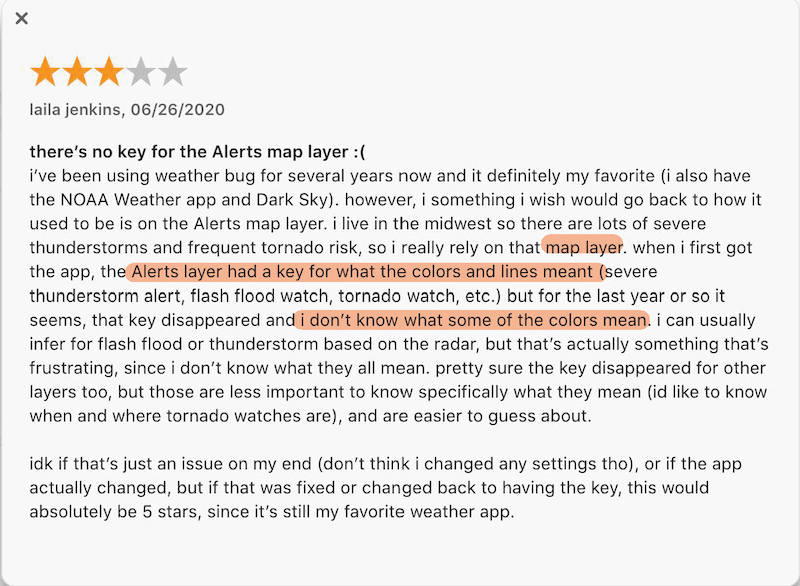 laila jenkins, 06/26/2020
there's no key for the Alerts map layer :(
i've been using weather bug for several years now and it definitely my favorite (i also have
the NOAA Weather app and Dark Sky). however, i something i wish would go back to how it
used to be is on the Alerts map layer. i live in the midwest so there are lots of severe
thunderstorms and frequent tornado risk, so i really rely on that map layer. when i first got
the app, the Alerts layer had a key for what the colors and lines meant (severe
thunderstorm alert, flash flood watch, tornado watch, etc.) but for the last year or so it
seems, that key disappeared and i don't know what some of the colors mean. i can usually
infer for flash flood or thunderstorm based on the radar, but that's actually something that's
frustrating, since i don't know what they all mean. pretty sure the key disappeared for other
layers too, but those are less important to know specifically what they mean (id like to know
when and where tornado watches are), and are easier to guess about.
idk if that's just an issue on my end (don't think i changed any settings tho), or if the app
actually changed, but if that was fixed or changed back to having the key, this would
absolutely be 5 stars, since it's still my favorite weather app.